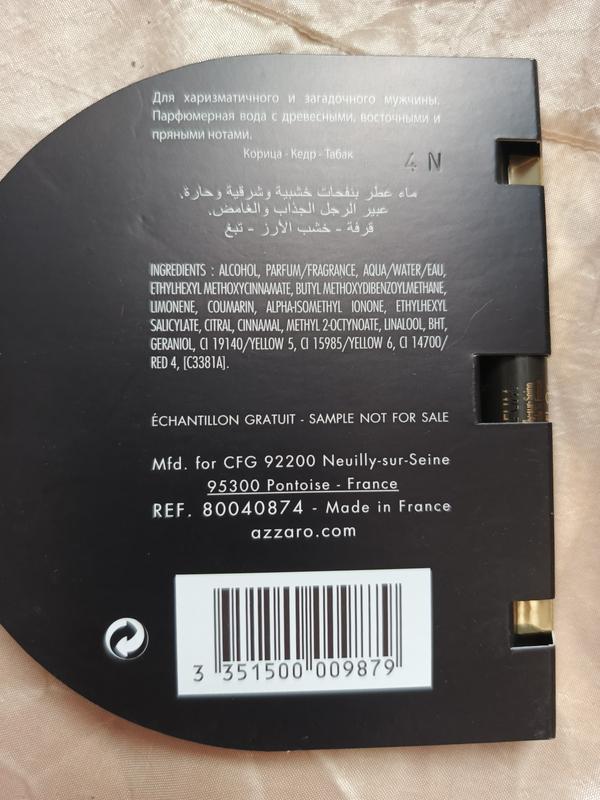 Для харизматичного и загадочного мужчины.
Парфюмерная вода с древесными, восточными и
пряными нотами.
Корица - Кедр - Табак
4 N
ماء عطر بنفحات خشبية وشرقية وحارة.
عبير الرجل الجذاب والغامض.
قرفة - خشب الأرز - تبغ
INGREDIENTS : ALCOHOL, PARFUM/FRAGRANCE, AQUA/WATER/EAU,
ETHYLHEXYL METHOXYCINNAMATE, BUTYL METHOXYDIBENZOYLMETHANE,
LIMONENE, COUMARIN, ALPHA-ISOMETHYL IONONE, ETHYLHEXYL
SALICYLATE, CITRAL, CINNAMAL, METHYL 2-OCTYNOATE, LINALOOL, BHT,
GERANIOL, CI 19140/YELLOW 5, CI 15985/YELLOW 6, CI 14700/
RED 4, [C3381A].
ÉCHANTILLON GRATUIT - SAMPLE NOT FOR SALE
Mfd. for CFG 92200 Neuilly-sur-Seine
95300 Pontoise - France
REF. 80040874 - Made in France
azzaro.com
3 351500 009879